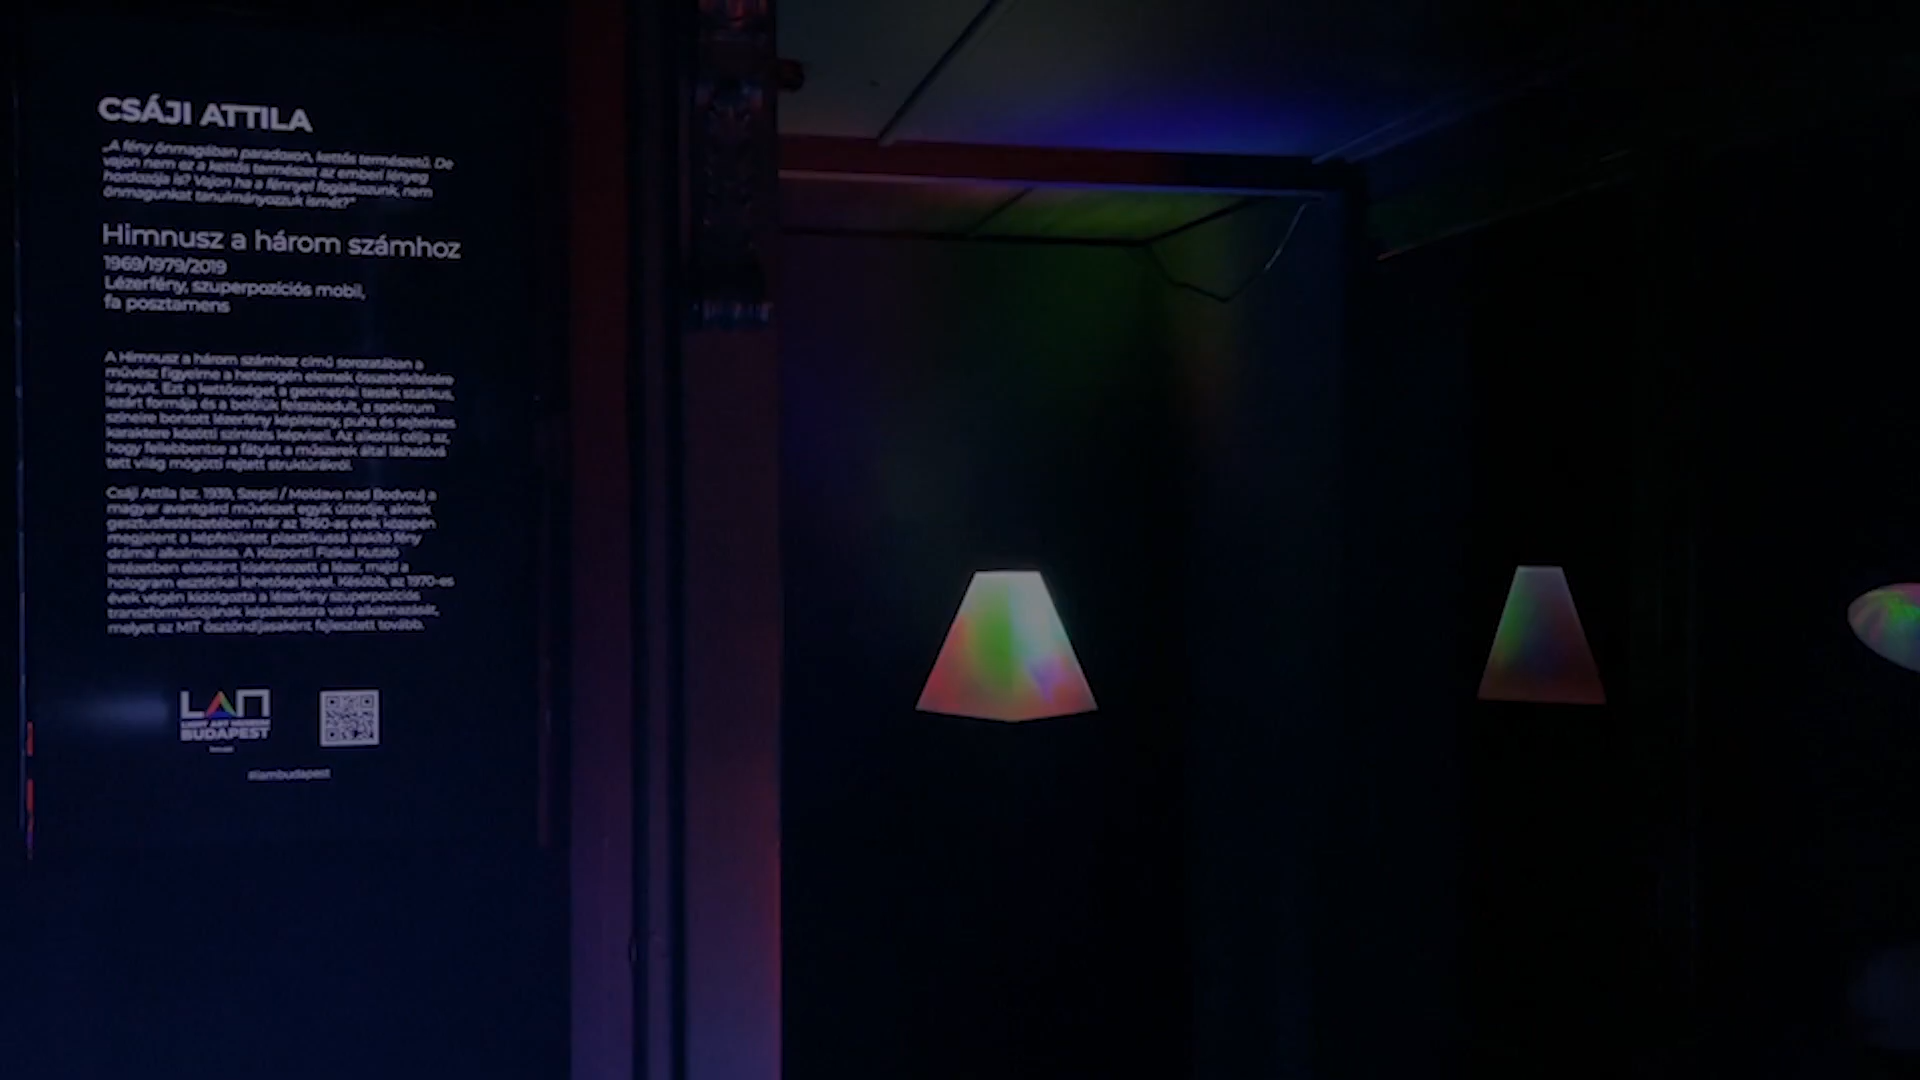 CSÁJI ATTILA
„A fény önmagában paradoxon, kettős természetű. De
vajon nem ez a kettős természet az emberi lényeg
hordozója is? Vajon ha a fénnyel foglalkozunk, nem
önmagunkat tanulmányozzuk ismét?"
Himnusz a három számhoz
1969/1979/2019
Lézerfény, szuperpozíciós mobil,
fa posztamens
A Himnusz a három számhoz című sorozatában a
művész figyelme a heterogén elemek összebékítésére
irányult. Ezt a kettősséget a geometriai testek statikus,
lezárt formája és a belőlük felszabadult, a spektrum
színeire bontott lézerfény képlékeny, puha és sejtelmes
karaktere közötti szintézis képviseli. Az alkotás célja az,
hogy fellebbentse a fátylat a műszerek által láthatóvá
tett világ mögötti rejtett struktúrákról.
Csáji Attila (sz. 1939, Szepsi / Moldava nad Bodvou) a
magyar avantgárd művészet egyik úttörője, akinek
gesztusfestészetében már az 1960-as évek közepén
megjelent a képfelületet plasztikussá alakító fény
drámai alkalmazása. A Központi Fizikai Kutató
Intézetben elsőként kísérletezett a lézer, majd a
hologram esztétikai lehetőségeivel. Később, az 1970-es
évek végén kidolgozta a lézerfény szuperpozíciós
transzformációjának képalkotásra való alkalmazását,
melyet az MIT ösztöndíjasaként fejlesztett tovább.
LAM
LIGHT ART MUSEUM
BUDAPEST
#lambudapest